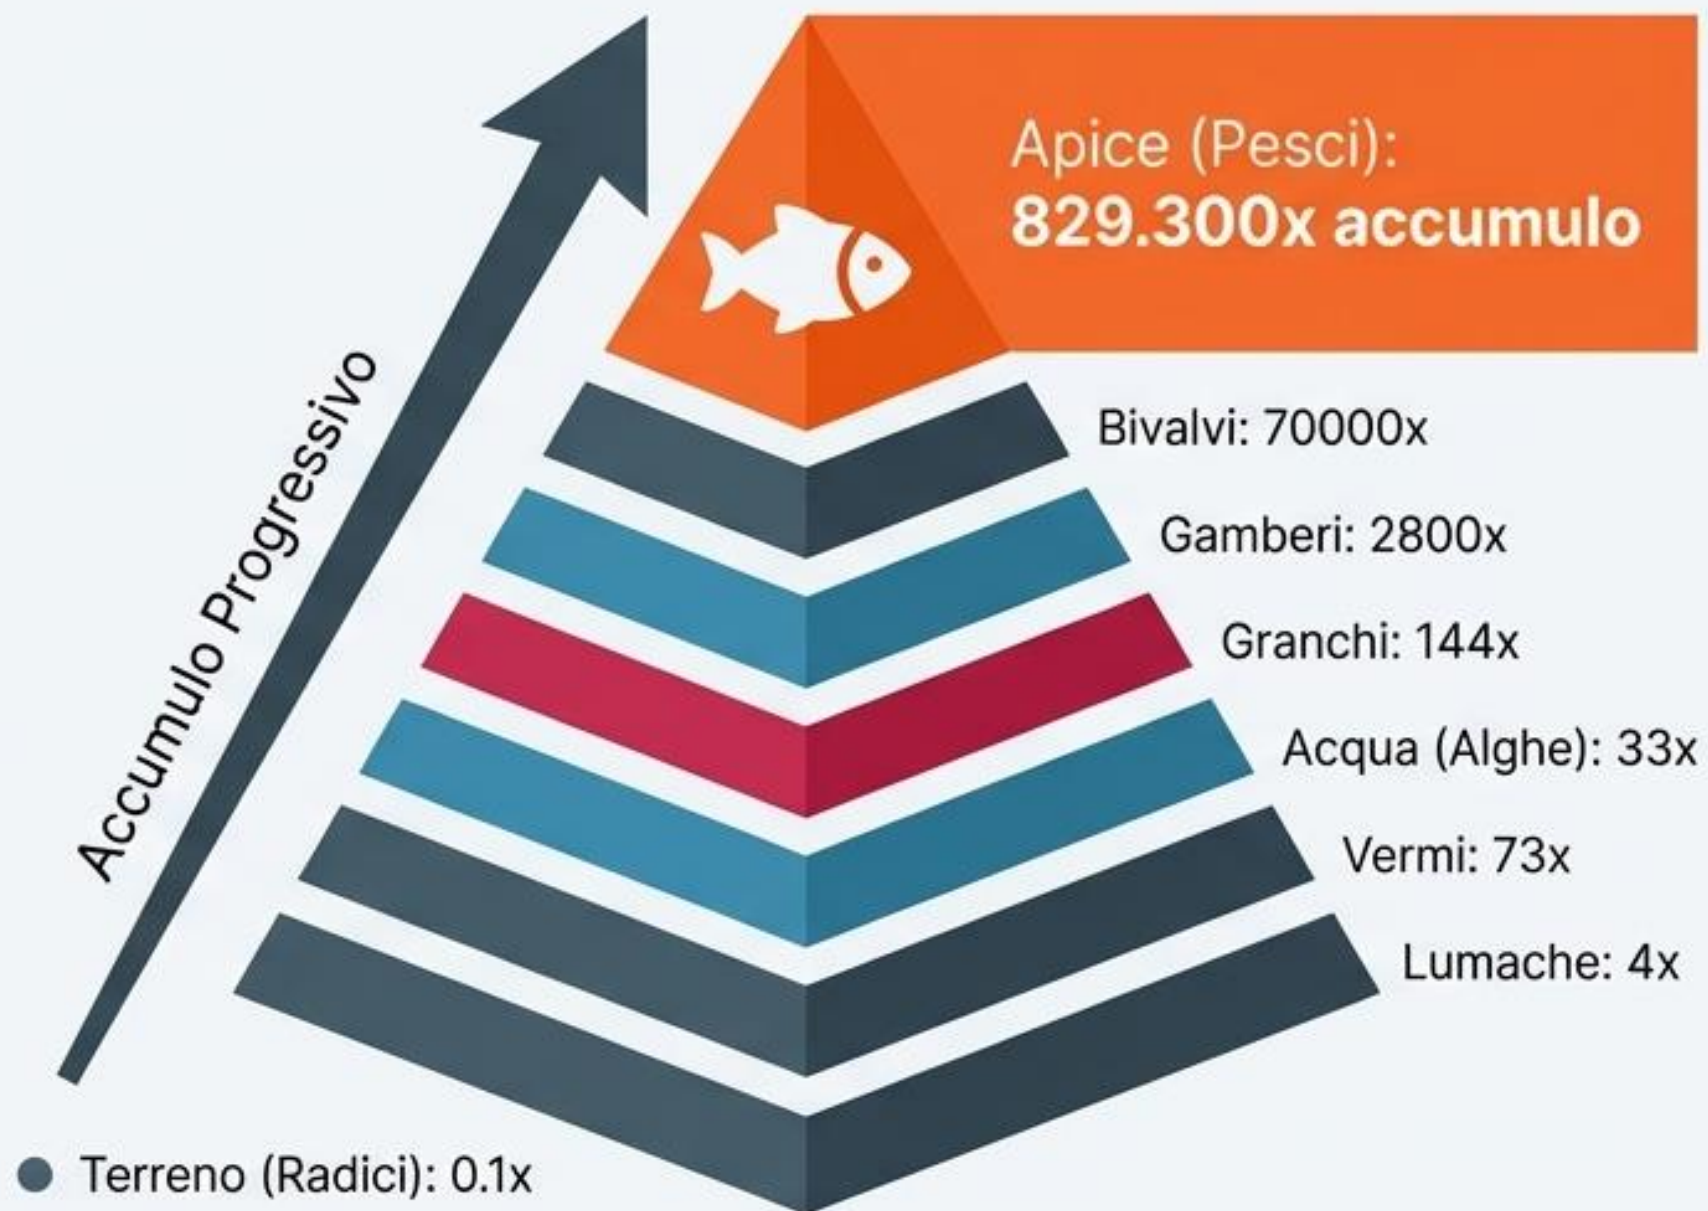 Apice (Pesci):
829.300x accumulo
Accumulo Progressivo
Bivalvi: 70000x
Gamberi: 2800x
Granchi: 144x
Acqua (Alghe): 33x
Vermi: 73x
Lumache: 4x
Terreno (Radici): 0.1x